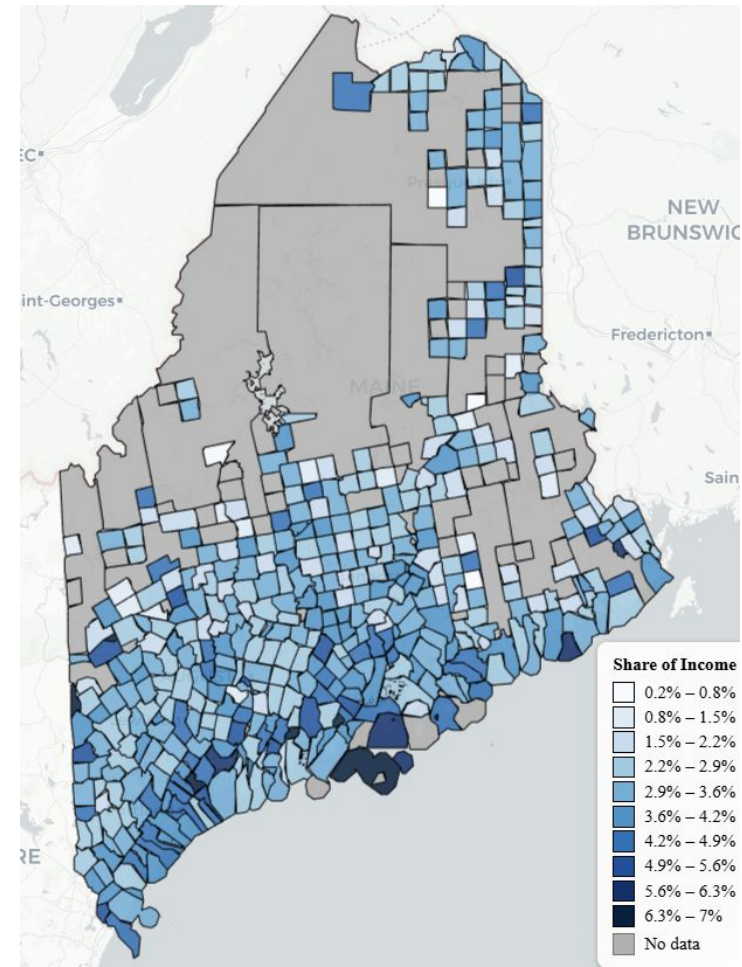 EC
NEW
BRUNSWIC
int-Georges
Fredericton
MAINE
Sain
RE
Share of Income
0.2% – 0.8%
0.8% – 1.5%
1.5% – 2.2%
2.2% – 2.9%
2.9% – 3.6%
3.6% – 4.2%
4.2% – 4.9%
4.9% – 5.6%
5.6% – 6.3%
6.3% – 7%
No data